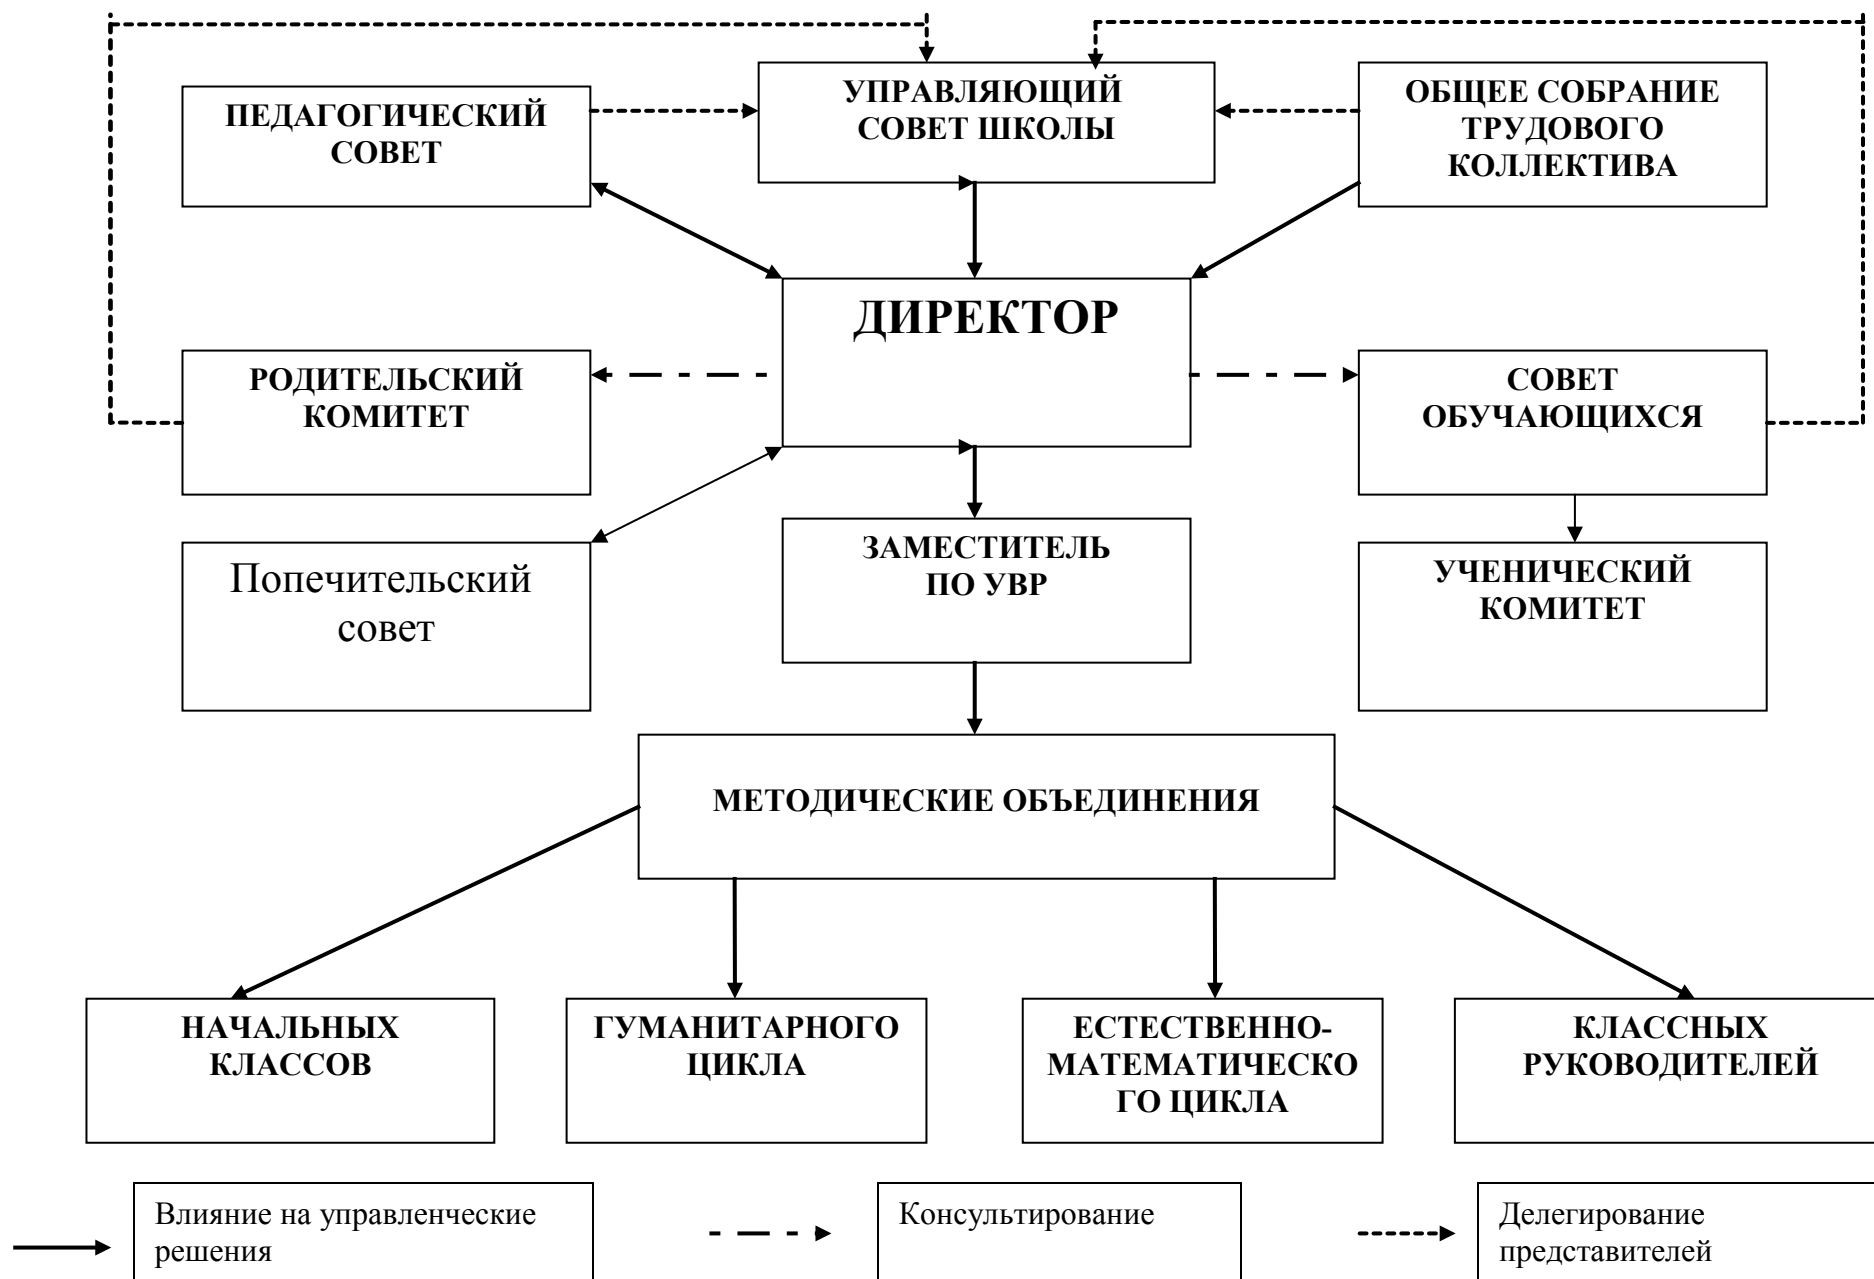 ПЕДАГОГИЧЕСКИЙ
СОВЕТ
УПРАВЛЯЮЩИЙ
СОВЕТ ШКОЛЫ
ОБЩЕЕ СОБРАНИЕ
ТРУДОВОГО
КОЛЛЕКТИВА
ДИРЕКТОР
РОДИТЕЛЬСКИЙ
КОМИТЕТ
СОВЕТ
ОБУЧАЮЩИХСЯ
Попечительский
совет
ЗАМЕСТИТЕЛЬ
ПО УВР
УЧЕНИЧЕСКИЙ
КОМИТЕТ
МЕТОДИЧЕСКИЕ ОБЪЕДИНЕНИЯ
НАЧАЛЬНЫХ
КЛАССОВ
ГУМАНИТАРНОГО
ЦИКЛА
ЕСТЕСТВЕННО-
МАТЕМАТИЧЕСКО
ГО ЦИКЛА
КЛАССНЫХ
РУКОВОДИТЕЛЕЙ
Влияние на управленческие
решения
Консультирование
Делегирование
представителей